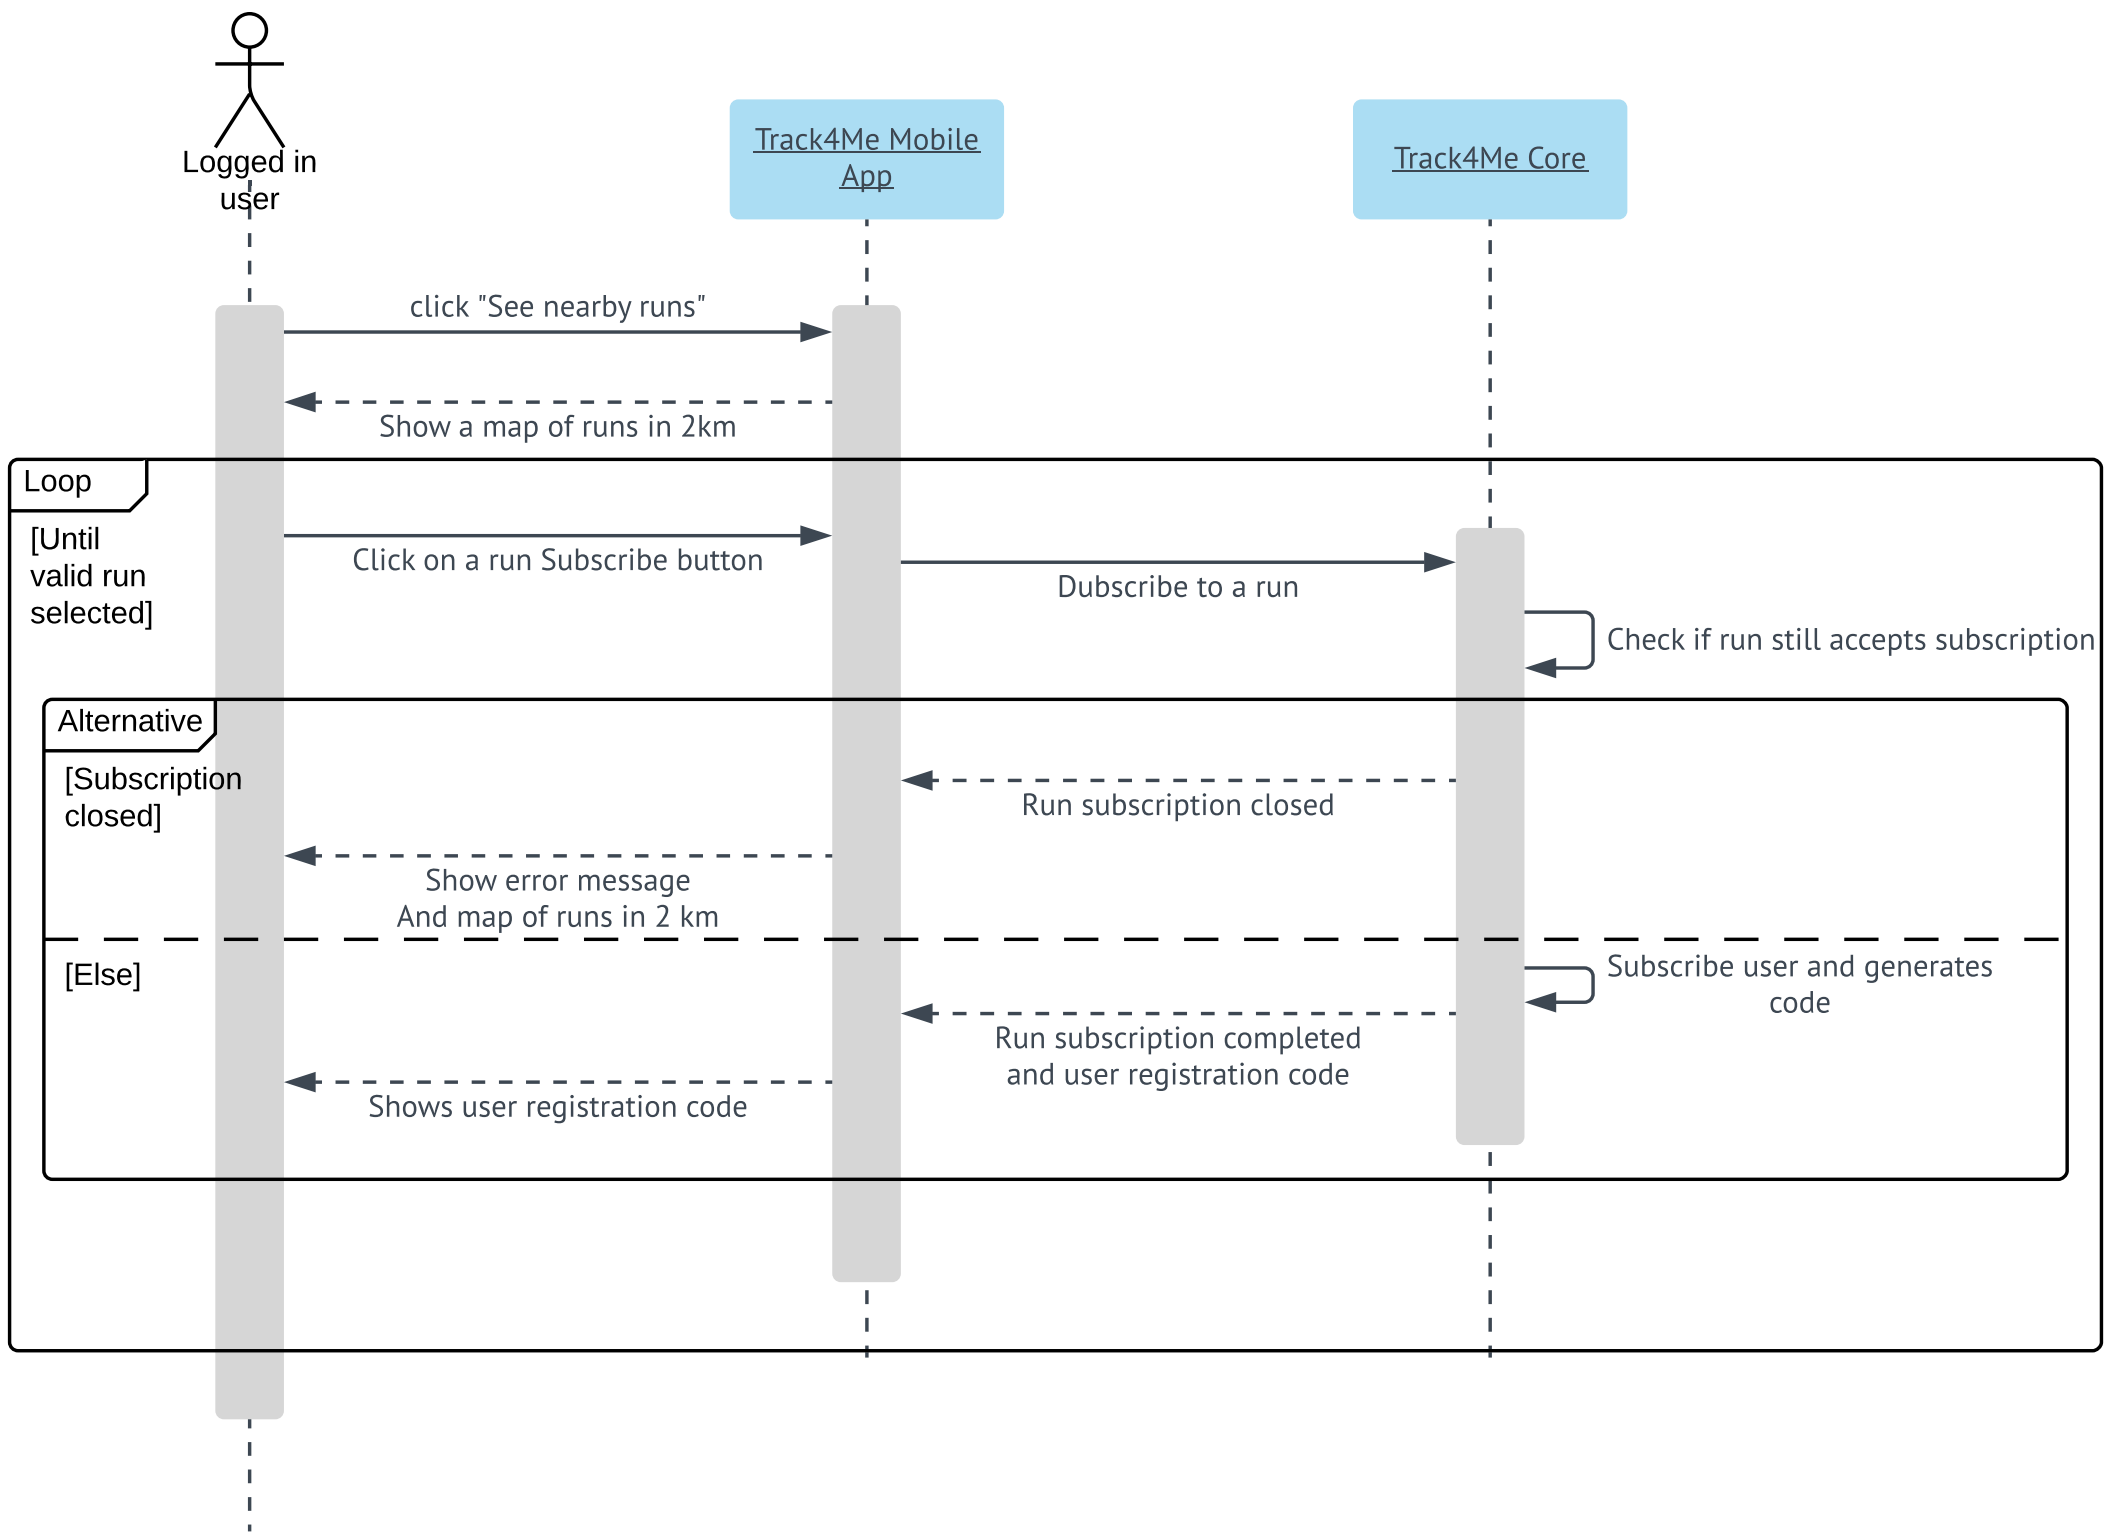 Logged in
user
Track4Me Mobile
App
Track4Me Core
click "See nearby runs"
Show a map of runs in 2km
Loop
[Until
valid run
selected]
Click on a run Subscribe button
Dubscribe to a run
Check if run still accepts subscription
Alternative
[Subscription
closed]
Run subscription closed
Show error message
And map of runs in 2 km
[Else]
Subscribe user and generates
code
Run subscription completed
and user registration code
Shows user registration code